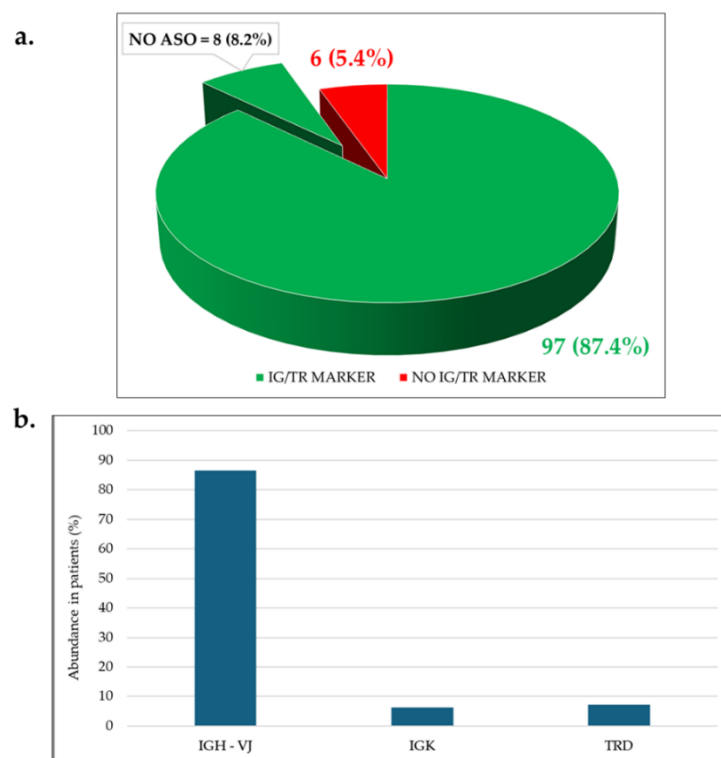 a.
NO ASO = 8 (8.2%)
6 (5.4%)
97 (87.4%)
IG/TR MARKER NO IG/TR MARKER
b.
100
90
80
70
60
50
40
30
20
10
0
Abundance in patients (%)
IGH - VJ IGK TRD